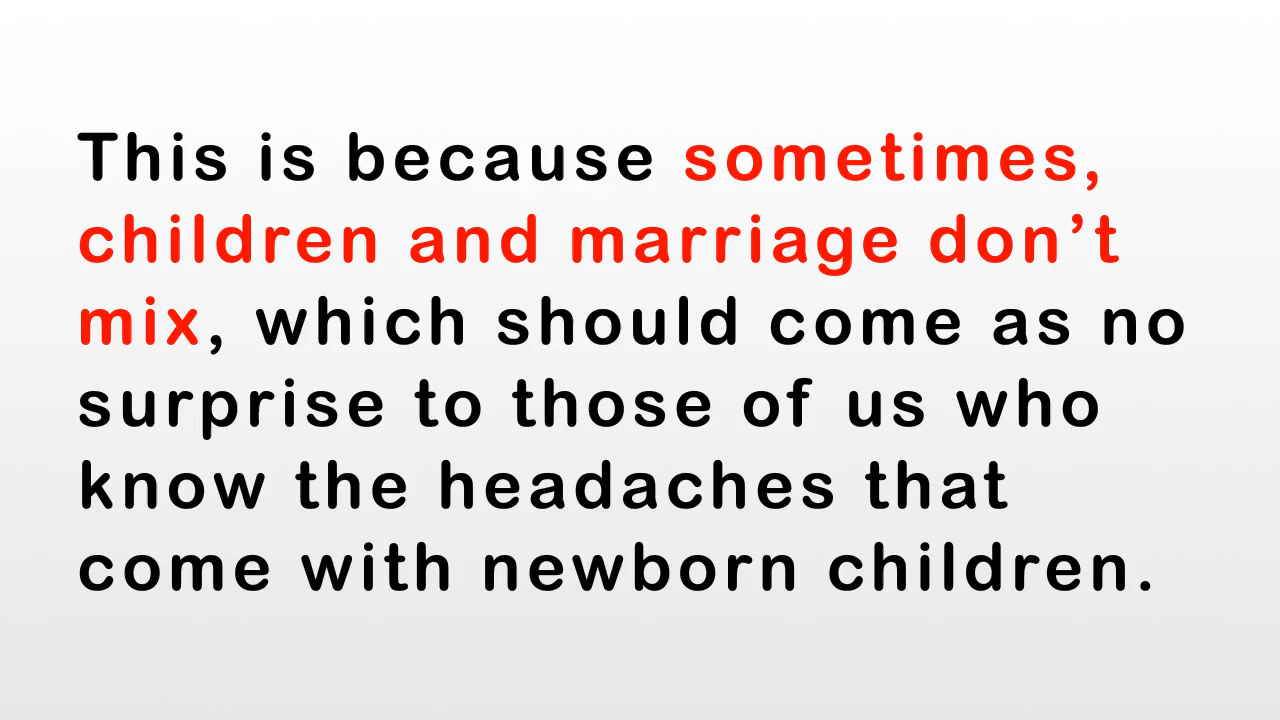 This is because sometimes,
children and marriage don’t
mix, which should come as no
surprise to those of us who
know the headaches that
come with newborn children.